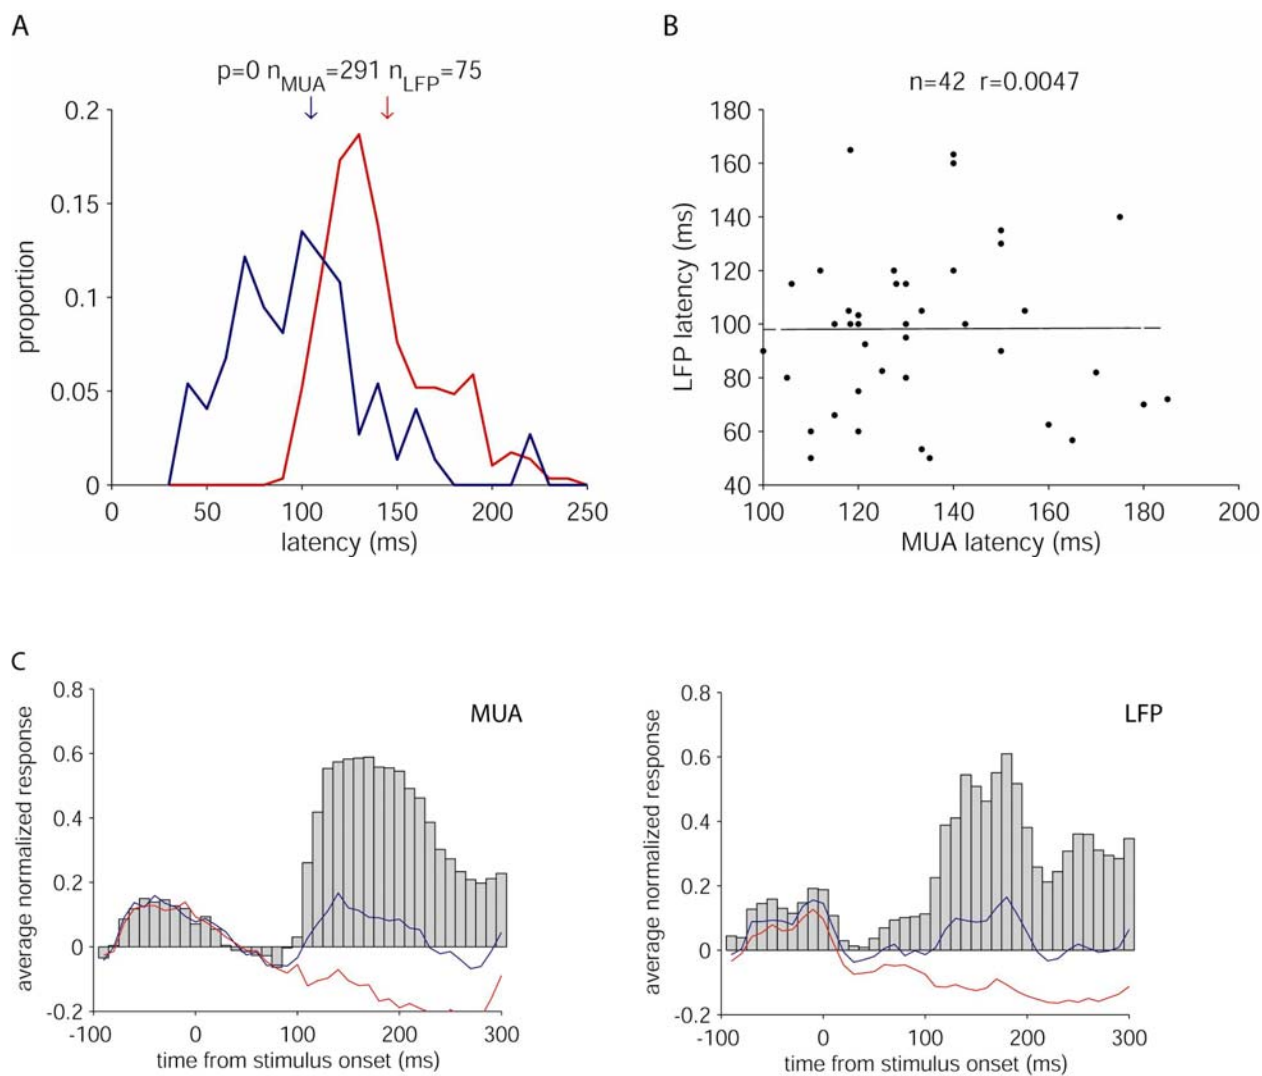 A
p=0 nMUA=291 nLFP=75
0.2
0.15
0.1
0.05
0
proportion
0 50 100 150 200 250
latency (ms)
B
n=42 r=0.0047
180
160
140
120
100
80
60
40
LFP latency (ms)
100 120 140 160 180 200
MUA latency (ms)
C
MUA
0.8
0.6
0.4
0.2
0
-0.2
average normalized response
-100 0 100 200 300
time from stimulus onset (ms)
LFP
0.8
0.6
0.4
0.2
0
-0.2
average normalized response
-100 0 100 200 300
time from stimulus onset (ms)